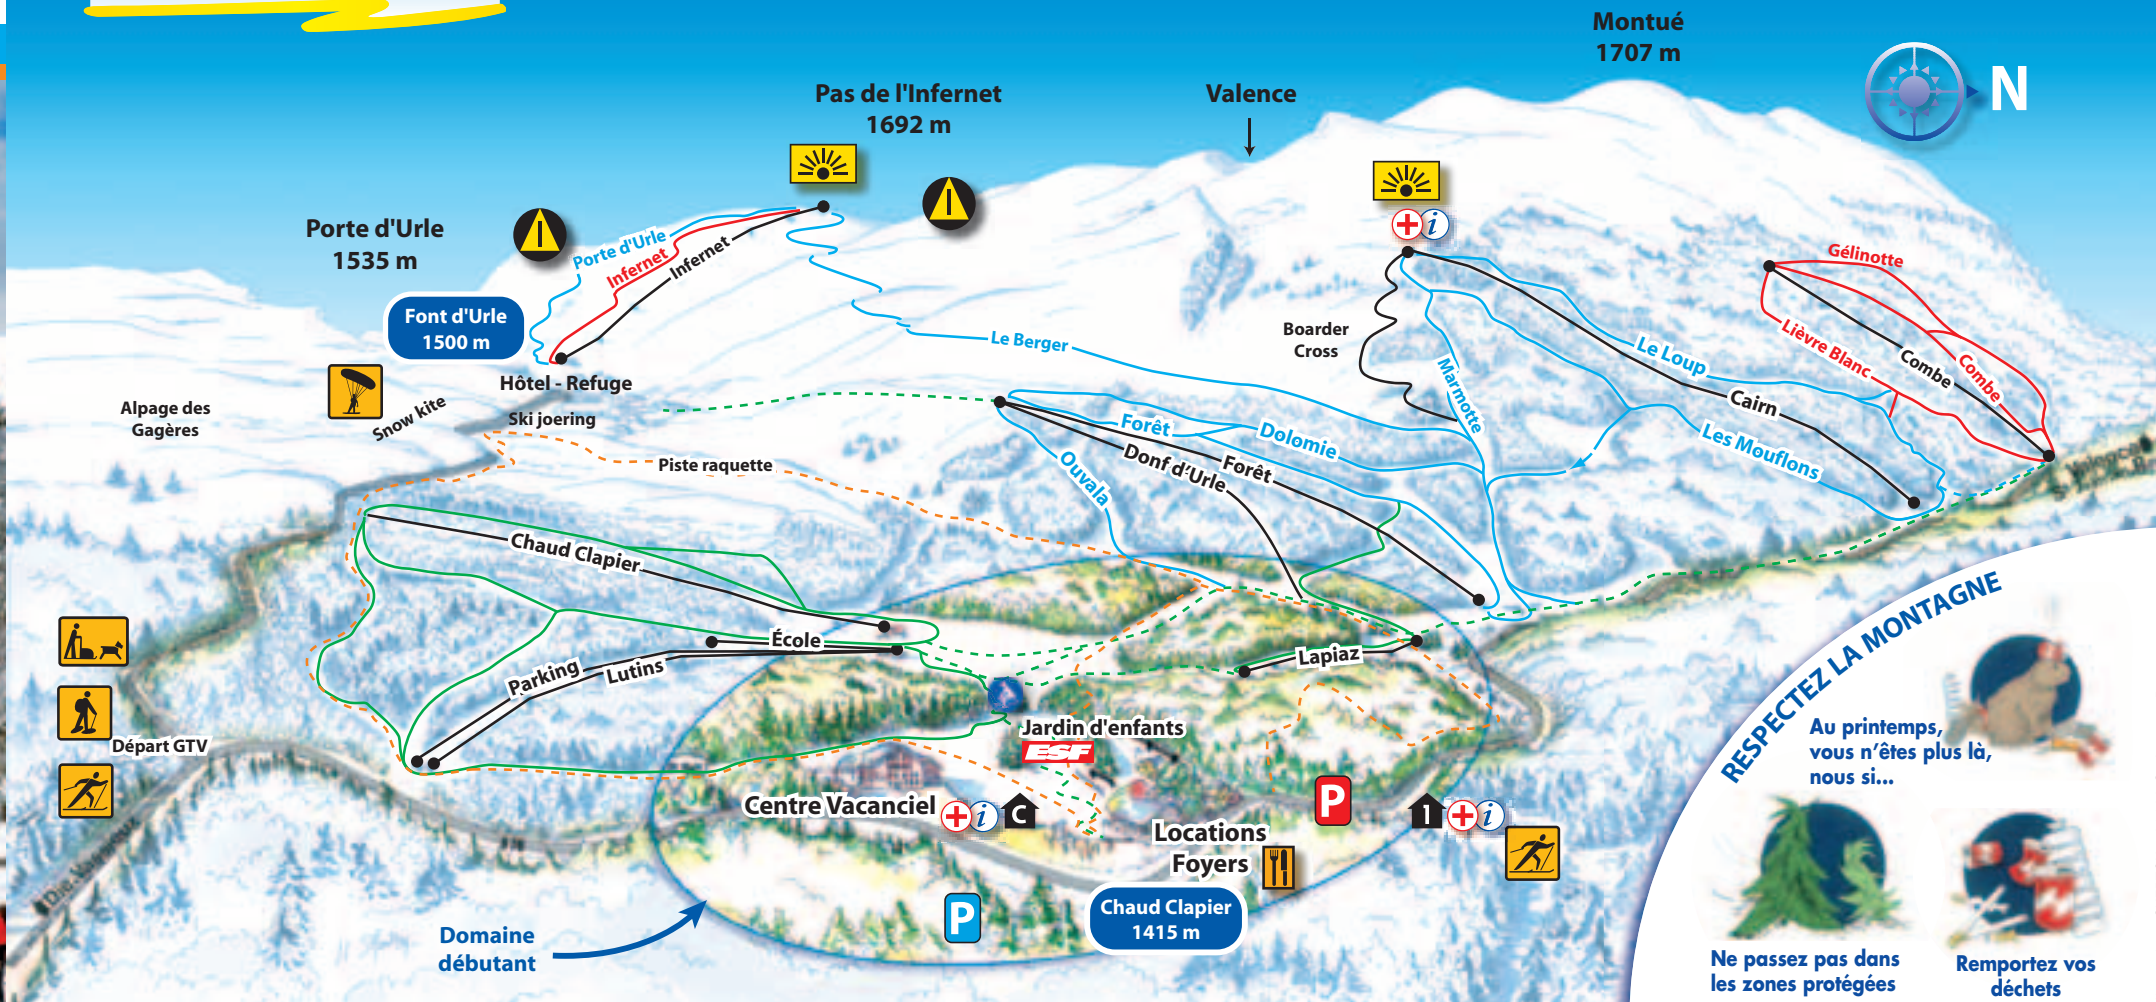 Montué
1707 m
N
Pas de l'Infernet
1692 m
Valence
Porte d'Urle
1535 m
Porte d'Urle
Infernet
Infernet
Font d'Urle
1500 m
Hôtel - Refuge
Ski joering
Snow kite
Alpage des
Gagères
Piste raquette
Le Berger
Boarder
Cross
Marmotte
Le Loup
Cairn
Les Mouflons
Gélinotte
Lièvre Blanc
Combe
Combe
Forêt
Dolomie
Forêt
Donf d'Urle
Ouvala
Chaud Clapier
École
Parking
Lutins
Lapiaz
Départ GTV
Jardin d'enfants
ESF
Centre Vacanciel
i
C
Locations
Foyers
P
1
i
i
P
Chaud Clapier
1415 m
Domaine
débutant
RESPECTEZ LA MONTAGNE
Au printemps,
vous n'êtes plus là,
nous si...
Ne passez pas dans
les zones protégées
Remportez vos
déchets